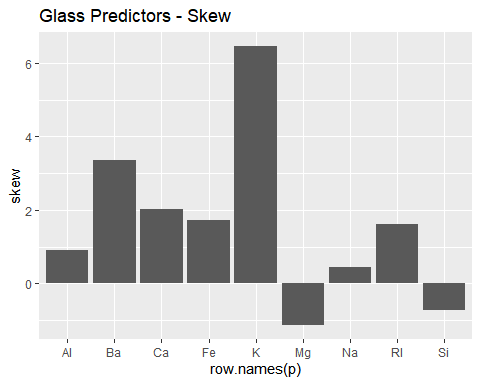 Glass Predictors - Skew
skew
6
4
2
0
Al Ba Ca Fe K Mg Na RI Si
row.names(p)